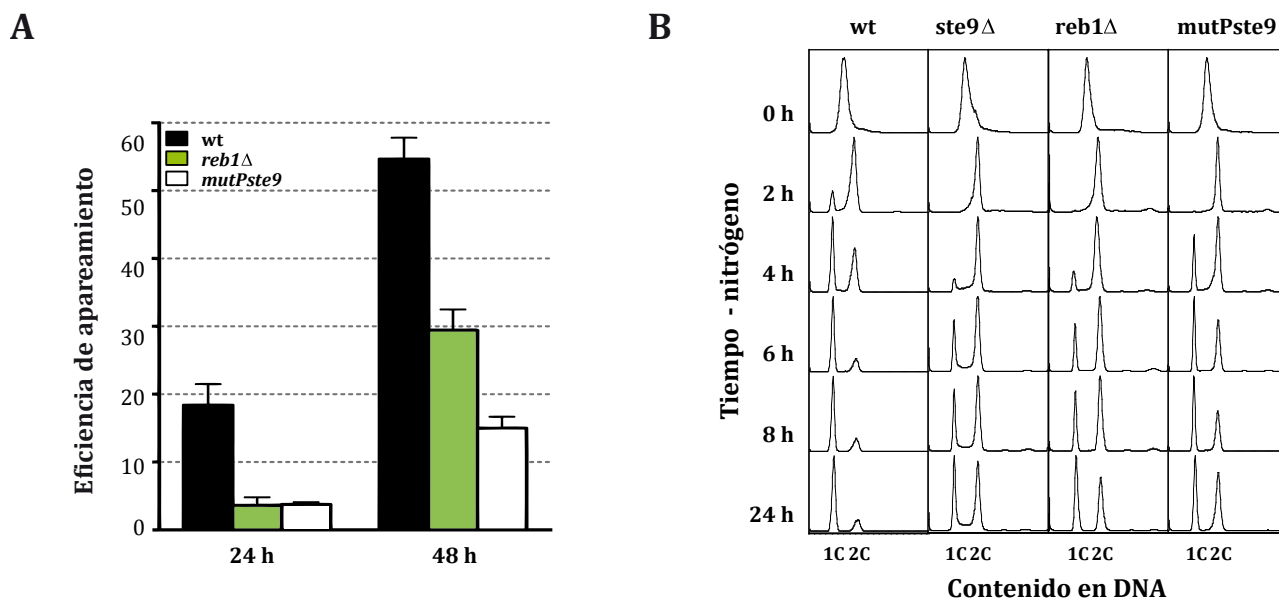 A
Eficiencia de apareamiento
60
50
40
30
20
10
0
wt
reb1Δ
mutPste9
24 h
48 h
B
wt
ste9Δ
reb1Δ
mutPste9
Tiempo - nitrógeno
0 h
2 h
4 h
6 h
8 h
24 h
1C 2C
1C 2C
1C 2C
1C 2C
Contenido en DNA